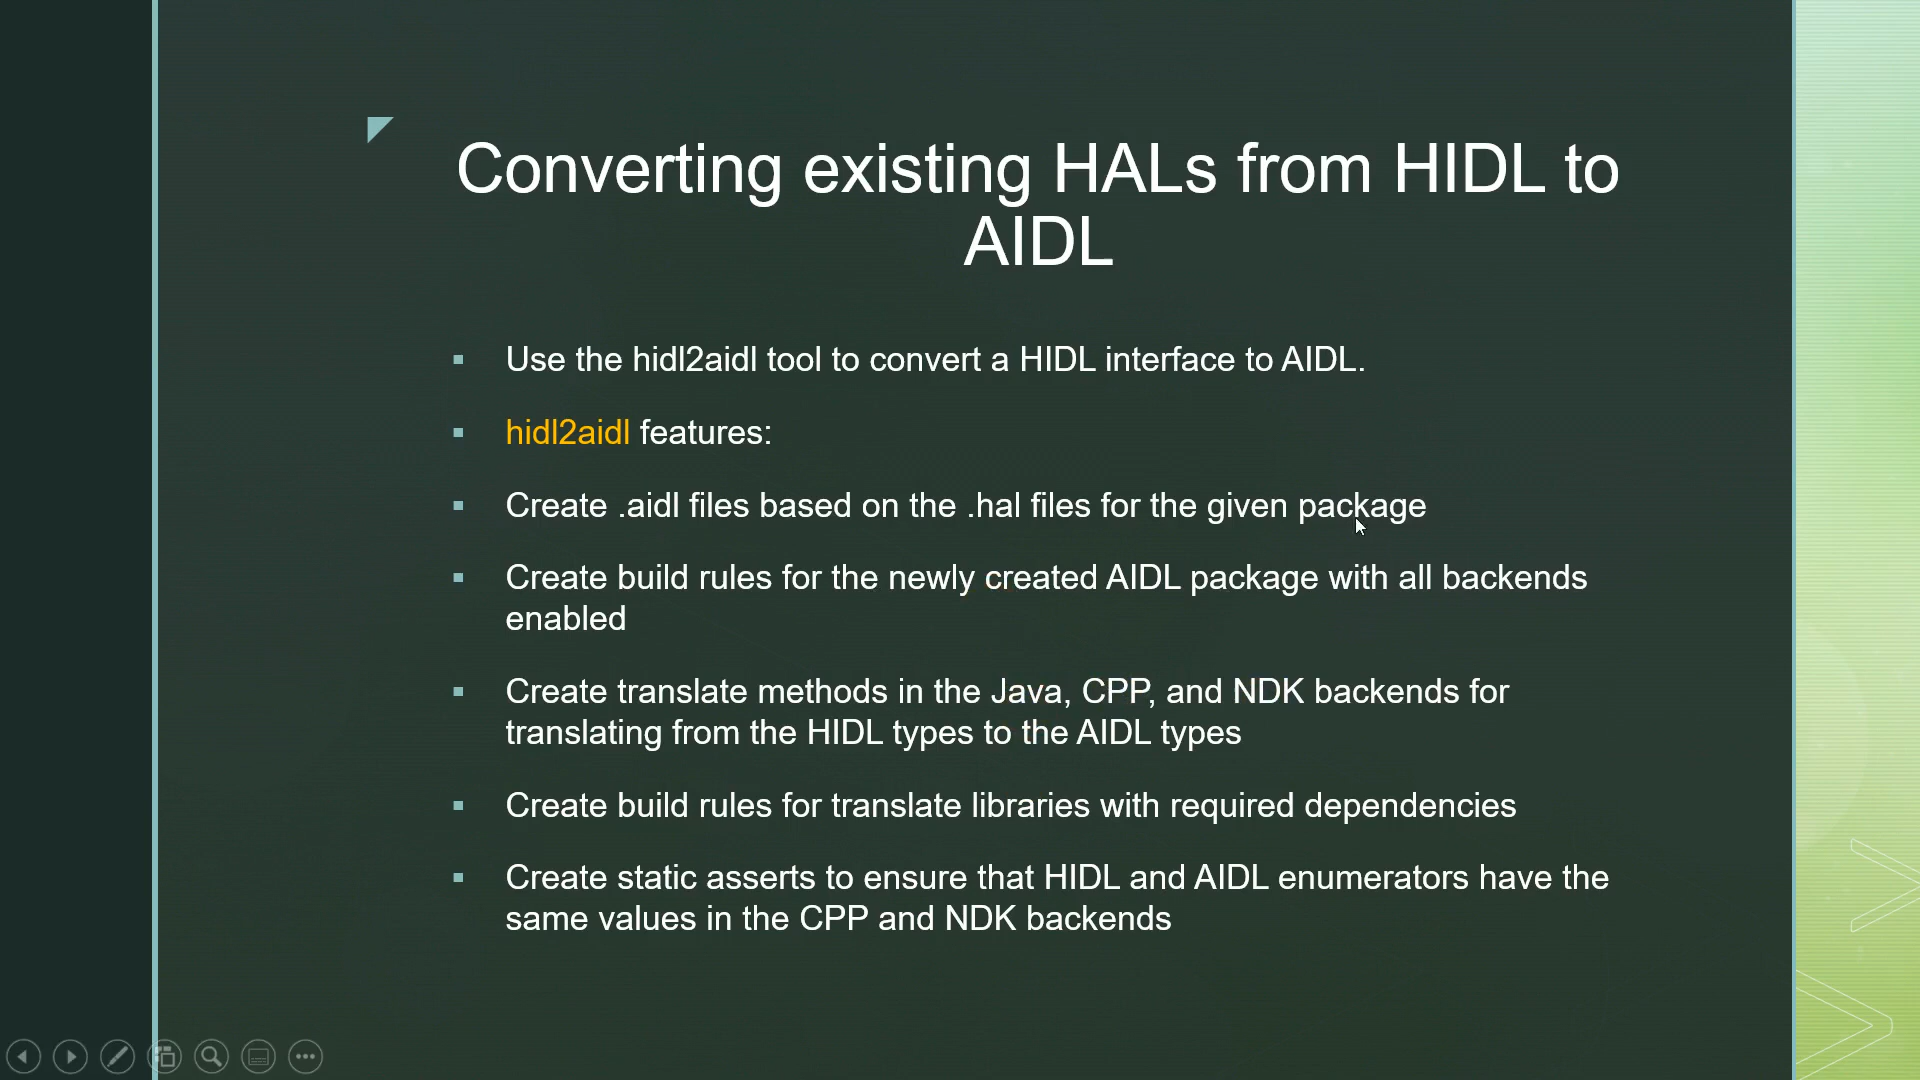 Converting existing HALs from HIDL to
AIDL
▪ Use the hidl2aidl tool to convert a HIDL interface to AIDL.
▪ hidl2aidl features:
▪ Create .aidl files based on the .hal files for the given package
▪ Create build rules for the newly created AIDL package with all backends
enabled
▪ Create translate methods in the Java, CPP, and NDK backends for
translating from the HIDL types to the AIDL types
▪ Create build rules for translate libraries with required dependencies
▪ Create static asserts to ensure that HIDL and AIDL enumerators have the
same values in the CPP and NDK backends